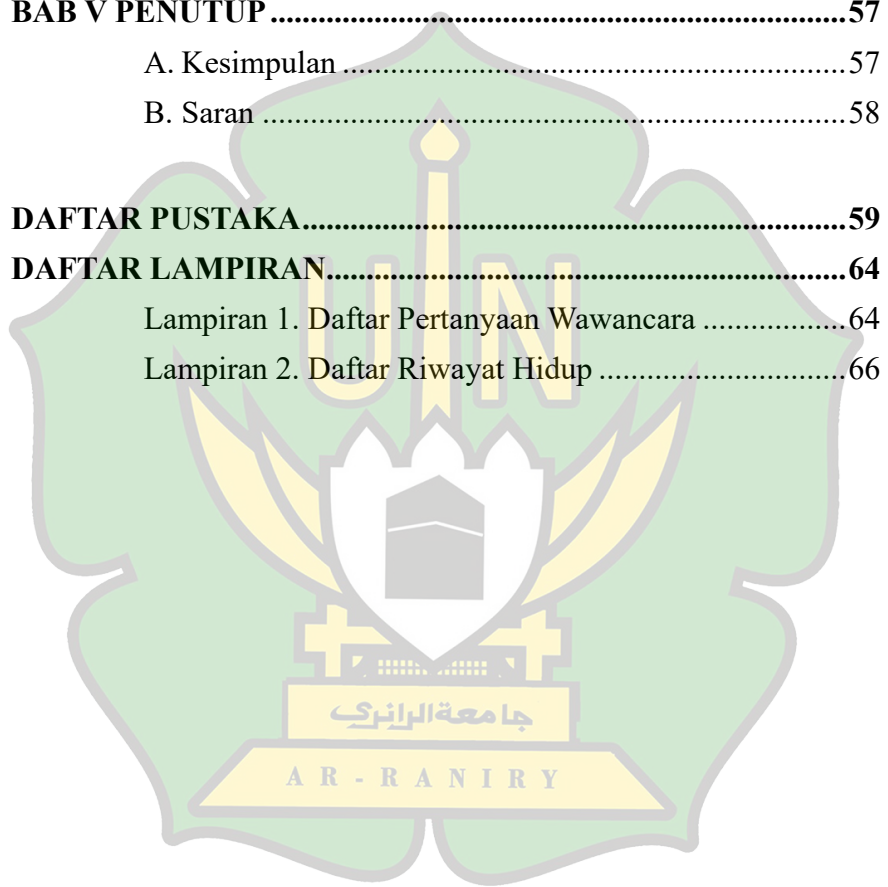 BAB V PENUTUP........................................................................57
A. Kesimpulan ...............................................................57
B. Saran .........................................................................58
DAFTAR PUSTAKA....................................................................59
DAFTAR LAMPIRAN.................................................................64
Lampiran 1. Daftar Pertanyaan Wawancara ..................64
Lampiran 2. Daftar Riwayat Hidup ...............................66
UIN
جامعة الرانري
AR-RANIRY